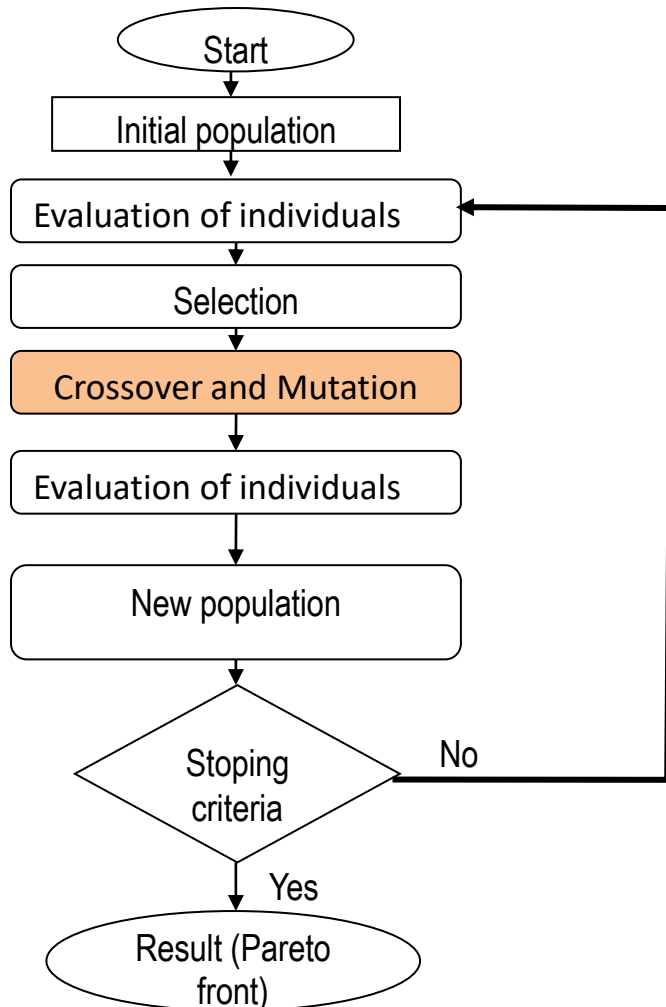 Start
Initial population
Evaluation of individuals
Selection
Crossover and Mutation
Evaluation of individuals
New population
Stoping
criteria
No
Yes
Result (Pareto
front)